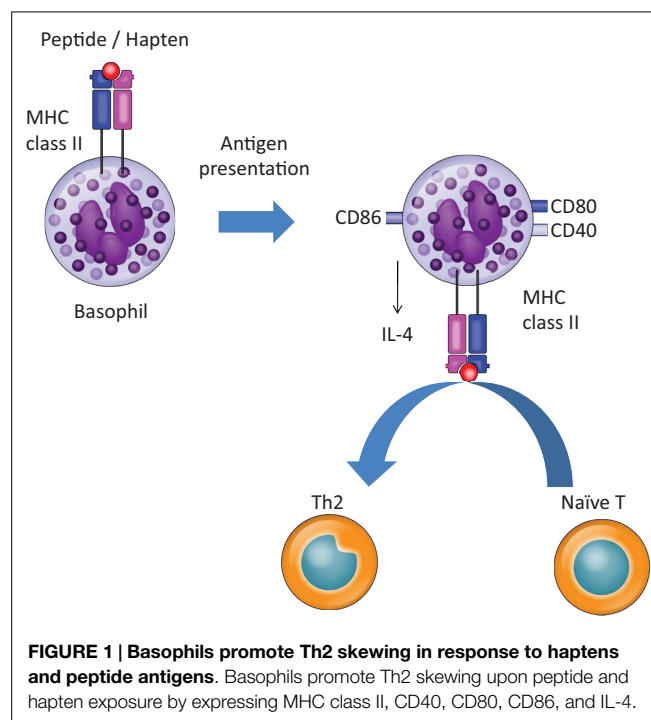 Peptide / Hapten
MHC
class II
Antigen
presentation
Basophil
CD86
CD80
CD40
IL-4
MHC
class II
Th2
Naïve T
FIGURE 1 | Basophils promote Th2 skewing in response to haptens
and peptide antigens. Basophils promote Th2 skewing upon peptide and
hapten exposure by expressing MHC class II, CD40, CD80, CD86, and IL-4.